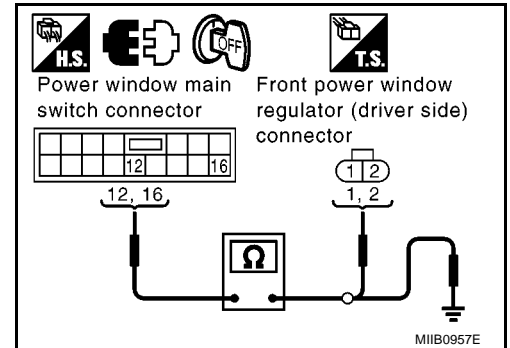 H.S.
OFF
T.S.
Power window main
switch connector
Front power window
regulator (driver side)
connector
12
16
12, 16
1 2
1, 2
Ω
MIIB0957E